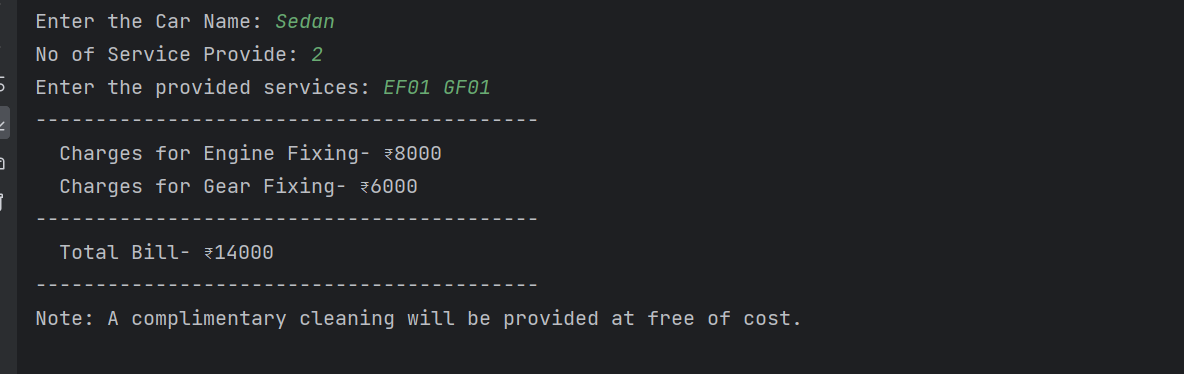 Enter the Car Name: Sedan
No of Service Provide: 2
Enter the provided services: EF01 GF01
------------------------------------------
Charges for Engine Fixing- ₹8000
Charges for Gear Fixing- ₹6000
------------------------------------------
Total Bill- ₹14000
------------------------------------------
Note: A complimentary cleaning will be provided at free of cost.